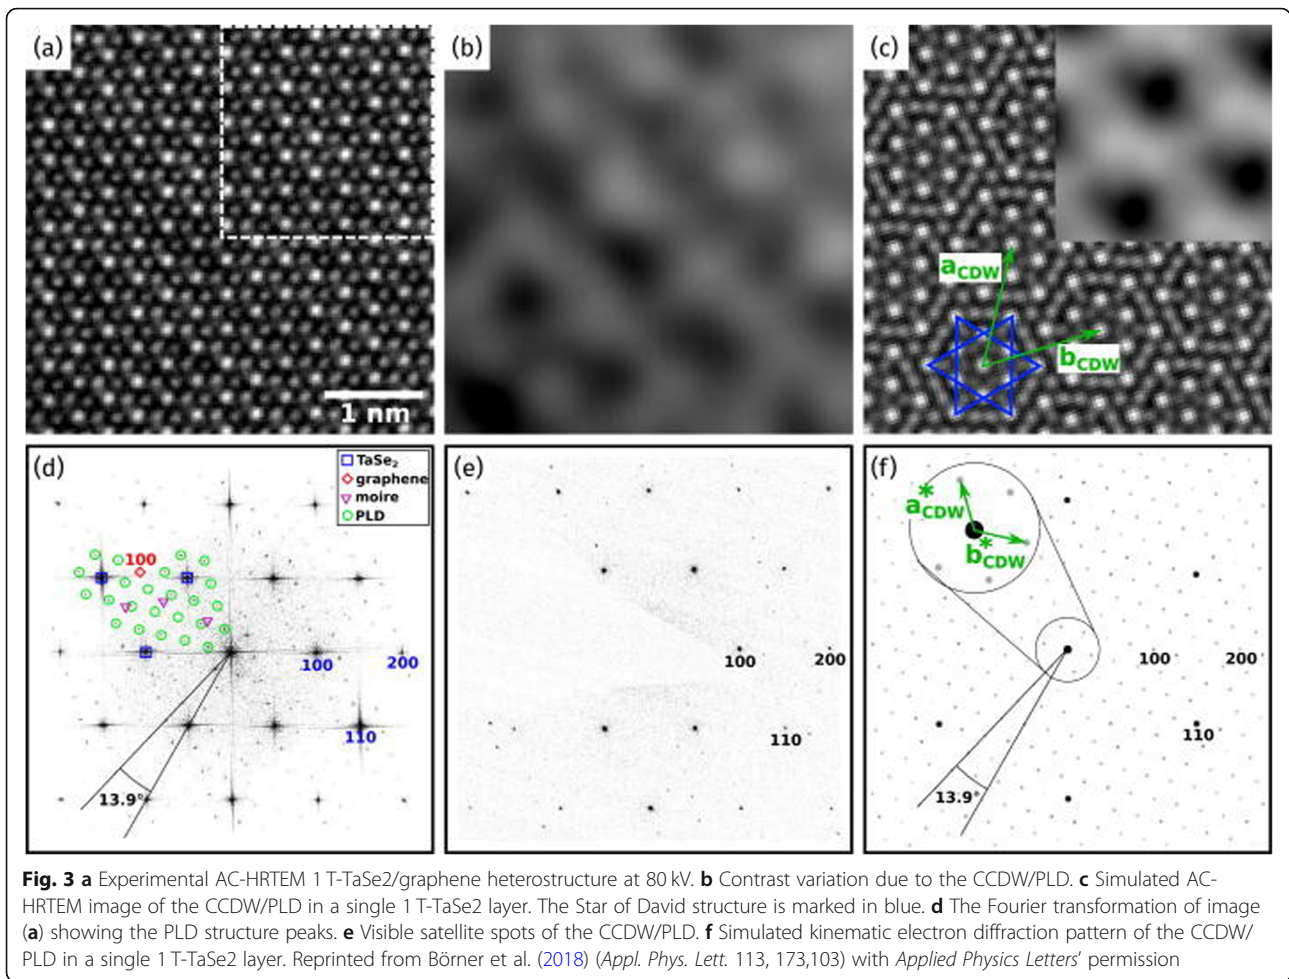 (a)
(b)
(c)
1 nm
aCDW
bCDW
(d)
TaSe2
graphene
moire
PLD
100
100
200
110
13.9°
(e)
100
200
110
(f)
a*CDW
b*CDW
100
200
110
13.9°
Fig. 3 a Experimental AC-HRTEM 1 T-TaSe2/graphene heterostructure at 80 kV. b Contrast variation due to the CCDW/PLD. c Simulated AC-
HRTEM image of the CCDW/PLD in a single 1 T-TaSe2 layer. The Star of David structure is marked in blue. d The Fourier transformation of image
(a) showing the PLD structure peaks. e Visible satellite spots of the CCDW/PLD. f Simulated kinematic electron diffraction pattern of the CCDW/
PLD in a single 1 T-TaSe2 layer. Reprinted from Börner et al. (2018) (Appl. Phys. Lett. 113, 173,103) with Applied Physics Letters’ permission